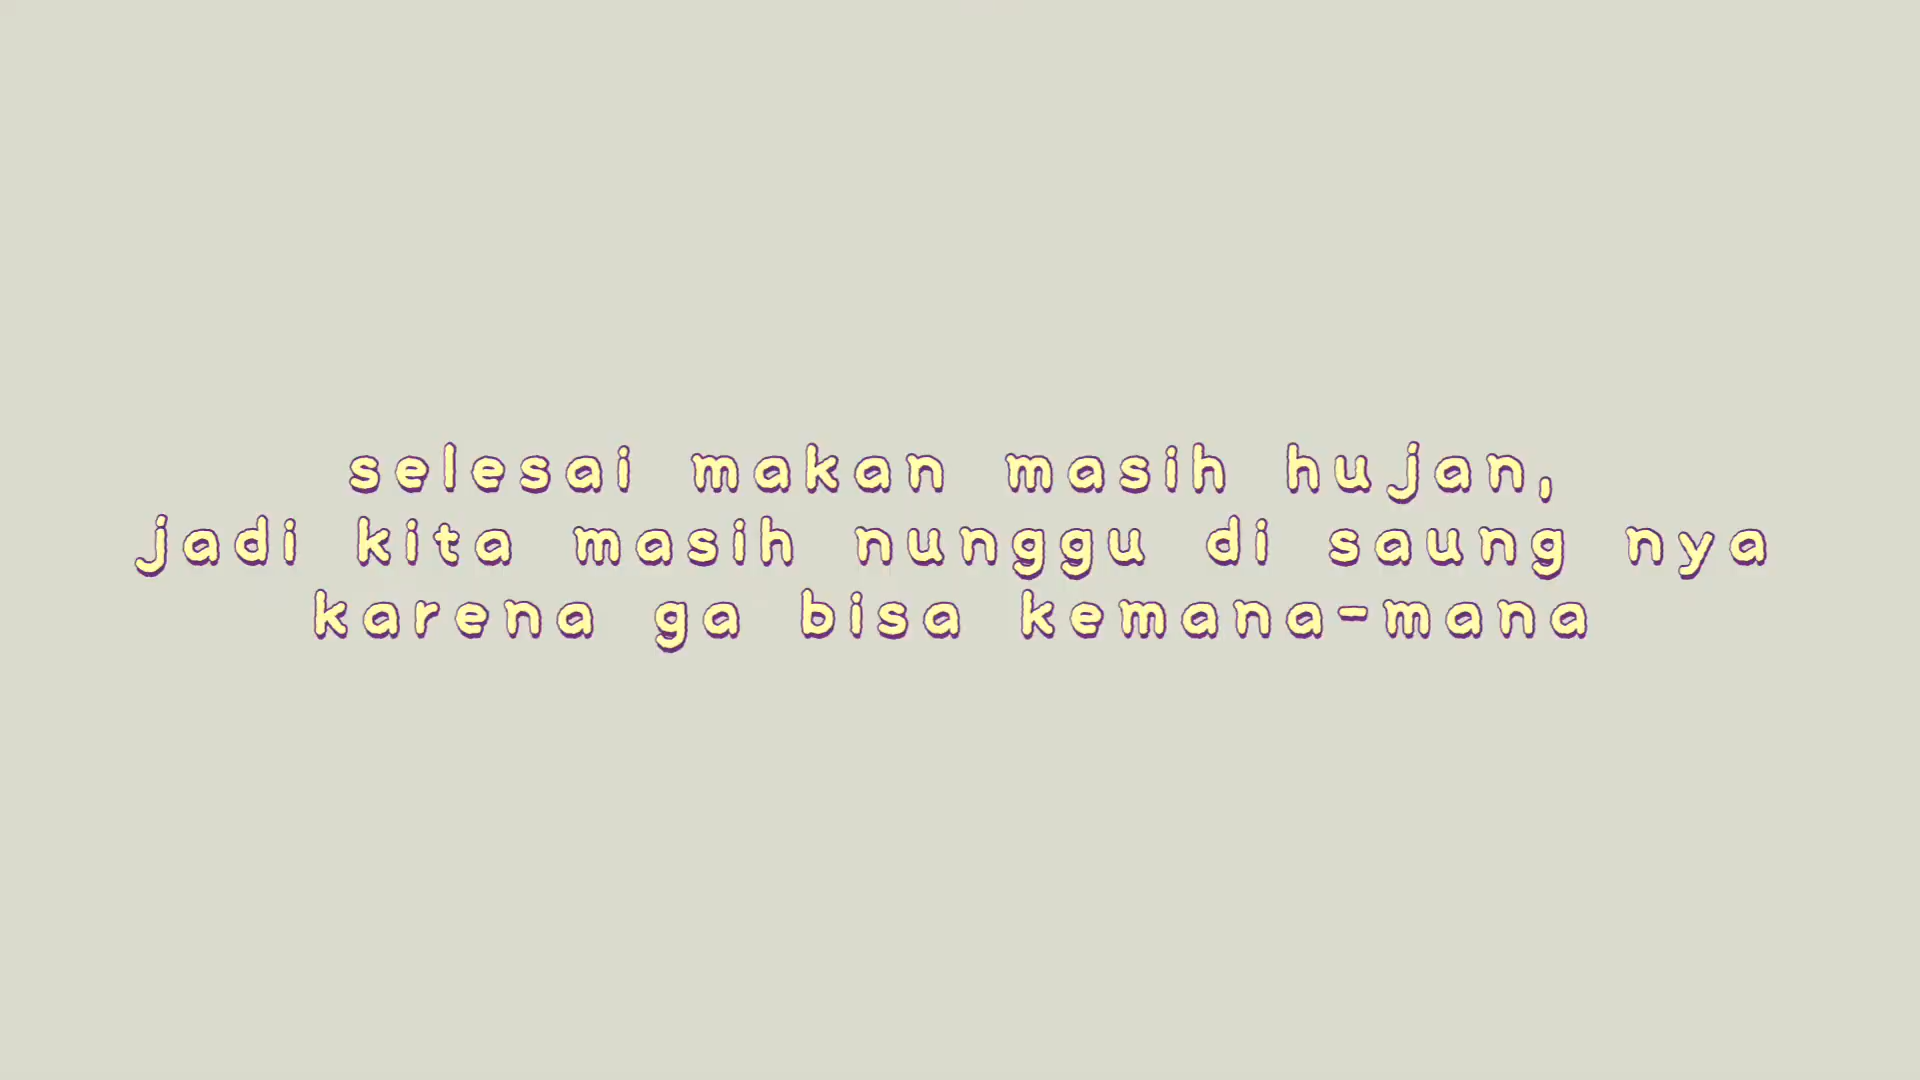 selesai makan masih hujan,
jadi kita masih nunggu di saung nya
karena ga bisa kemana-mana